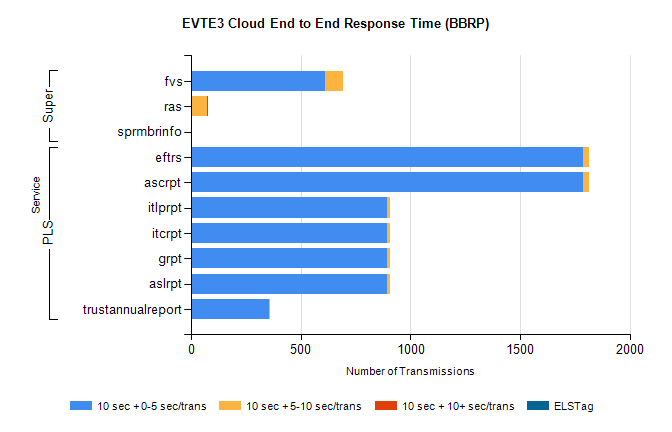 EVTE3 Cloud End to End Response Time (BBRP)
Super
fvs
ras
sprmbrinfo
Service
PLS
eftrs
ascrpt
itlprpt
itcrpt
grpt
aslrpt
trustannualreport
0 500 1000 1500 2000
Number of Transmissions
10 sec +0-5 sec/trans 10 sec +5-10 sec/trans 10 sec + 10+ sec/trans ELSTag